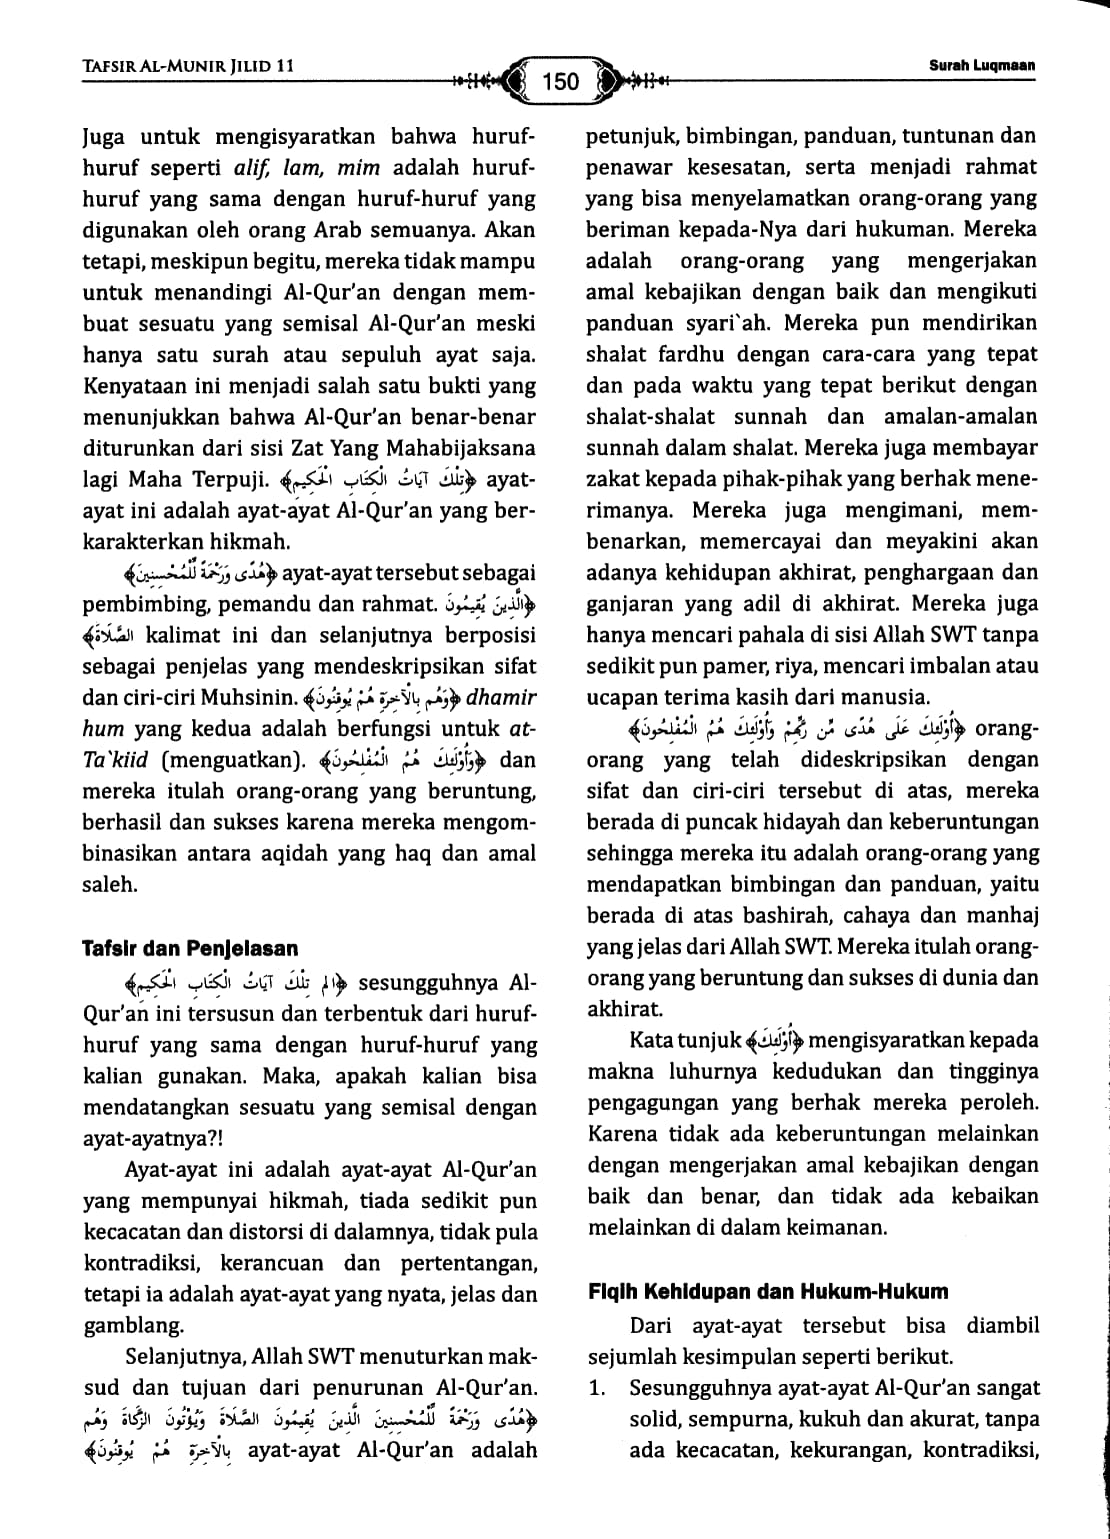 TAFSIR AL-MUNIR JILID 11
150
Surah Luqmaan
Juga untuk mengisyaratkan bahwa huruf-
huruf seperti alif, lam, mim adalah huruf-
huruf yang sama dengan huruf-huruf yang
digunakan oleh orang Arab semuanya. Akan
tetapi, meskipun begitu, mereka tidak mampu
untuk menandingi Al-Qur'an dengan mem-
buat sesuatu yang semisal Al-Qur'an meski
hanya satu surah atau sepuluh ayat saja.
Kenyataan ini menjadi salah satu bukti yang
menunjukkan bahwa Al-Qur'an benar-benar
diturunkan dari sisi Zat Yang Mahabijaksana
lagi Maha Terpuji. ﴿تِلْكَ آيَاتُ الْكِتَابِ الْحَكِيمِ﴾ ayat-
ayat ini adalah ayat-ayat Al-Qur'an yang ber-
karakterkan hikmah.
﴿هُدًى وَرَحْمَةً لِّلْمُحْسِنِينَ﴾ ayat-ayat tersebut sebagai
pembimbing, pemandu dan rahmat. ﴿الَّذِينَ يُقِيمُونَ
الصَّلَاةَ﴾ kalimat ini dan selanjutnya berposisi
sebagai penjelas yang mendeskripsikan sifat
dan ciri-ciri Muhsinin. ﴿وَهُم بِالْآخِرَةِ هُمْ يُوقِنُونَ﴾ dhamir
hum yang kedua adalah berfungsi untuk at-
Ta`kiid (menguatkan). ﴿وَأُوْلَئِكَ هُمُ الْمُفْلِحُونَ﴾ dan
mereka itulah orang-orang yang beruntung,
berhasil dan sukses karena mereka mengom-
binasikan antara aqidah yang haq dan amal
saleh.
Tafsir dan Penjelasan
﴿الم تِلْكَ آيَاتُ الْكِتَابِ الْحَكِيمِ﴾ sesungguhnya Al-
Qur'an ini tersusun dan terbentuk dari huruf-
huruf yang sama dengan huruf-huruf yang
kalian gunakan. Maka, apakah kalian bisa
mendatangkan sesuatu yang semisal dengan
ayat-ayatnya?!
Ayat-ayat ini adalah ayat-ayat Al-Qur'an
yang mempunyai hikmah, tiada sedikit pun
kecacatan dan distorsi di dalamnya, tidak pula
kontradiksi, kerancuan dan pertentangan,
tetapi ia adalah ayat-ayat yang nyata, jelas dan
gamblang.
Selanjutnya, Allah SWT menuturkan mak-
sud dan tujuan dari penurunan Al-Qur'an.
﴿هُدًى وَرَحْمَةً لِّلْمُحْسِنِينَ الَّذِينَ يُقِيمُونَ الصَّلَاةَ وَيُؤْتُونَ الزَّكَاةَ وَهُم
بِالْآخِرَةِ هُمْ يُوقِنُونَ﴾ ayat-ayat Al-Qur'an adalah
petunjuk, bimbingan, panduan, tuntunan dan
penawar kesesatan, serta menjadi rahmat
yang bisa menyelamatkan orang-orang yang
beriman kepada-Nya dari hukuman. Mereka
adalah orang-orang yang mengerjakan
amal kebajikan dengan baik dan mengikuti
panduan syari`ah. Mereka pun mendirikan
shalat fardhu dengan cara-cara yang tepat
dan pada waktu yang tepat berikut dengan
shalat-shalat sunnah dan amalan-amalan
sunnah dalam shalat. Mereka juga membayar
zakat kepada pihak-pihak yang berhak mene-
rimanya. Mereka juga mengimani, mem-
benarkan, memercayai dan meyakini akan
adanya kehidupan akhirat, penghargaan dan
ganjaran yang adil di akhirat. Mereka juga
hanya mencari pahala di sisi Allah SWT tanpa
sedikit pun pamer, riya, mencari imbalan atau
ucapan terima kasih dari manusia.
﴿أُوْلَئِكَ عَلَى هُدًى مِّن رَّبِّهِمْ وَأُوْلَئِكَ هُمُ الْمُفْلِحُونَ﴾ orang-
orang yang telah dideskripsikan dengan
sifat dan ciri-ciri tersebut di atas, mereka
berada di puncak hidayah dan keberuntungan
sehingga mereka itu adalah orang-orang yang
mendapatkan bimbingan dan panduan, yaitu
berada di atas bashirah, cahaya dan manhaj
yang jelas dari Allah SWT. Mereka itulah orang-
orang yang beruntung dan sukses di dunia dan
akhirat.
Kata tunjuk ﴿أُوْلَئِكَ﴾ mengisyaratkan kepada
makna luhurnya kedudukan dan tingginya
pengagungan yang berhak mereka peroleh.
Karena tidak ada keberuntungan melainkan
dengan mengerjakan amal kebajikan dengan
baik dan benar, dan tidak ada kebaikan
melainkan di dalam keimanan.
Fiqih Kehidupan dan Hukum-Hukum
Dari ayat-ayat tersebut bisa diambil
sejumlah kesimpulan seperti berikut.
1. Sesungguhnya ayat-ayat Al-Qur'an sangat
solid, sempurna, kukuh dan akurat, tanpa
ada kecacatan, kekurangan, kontradiksi,